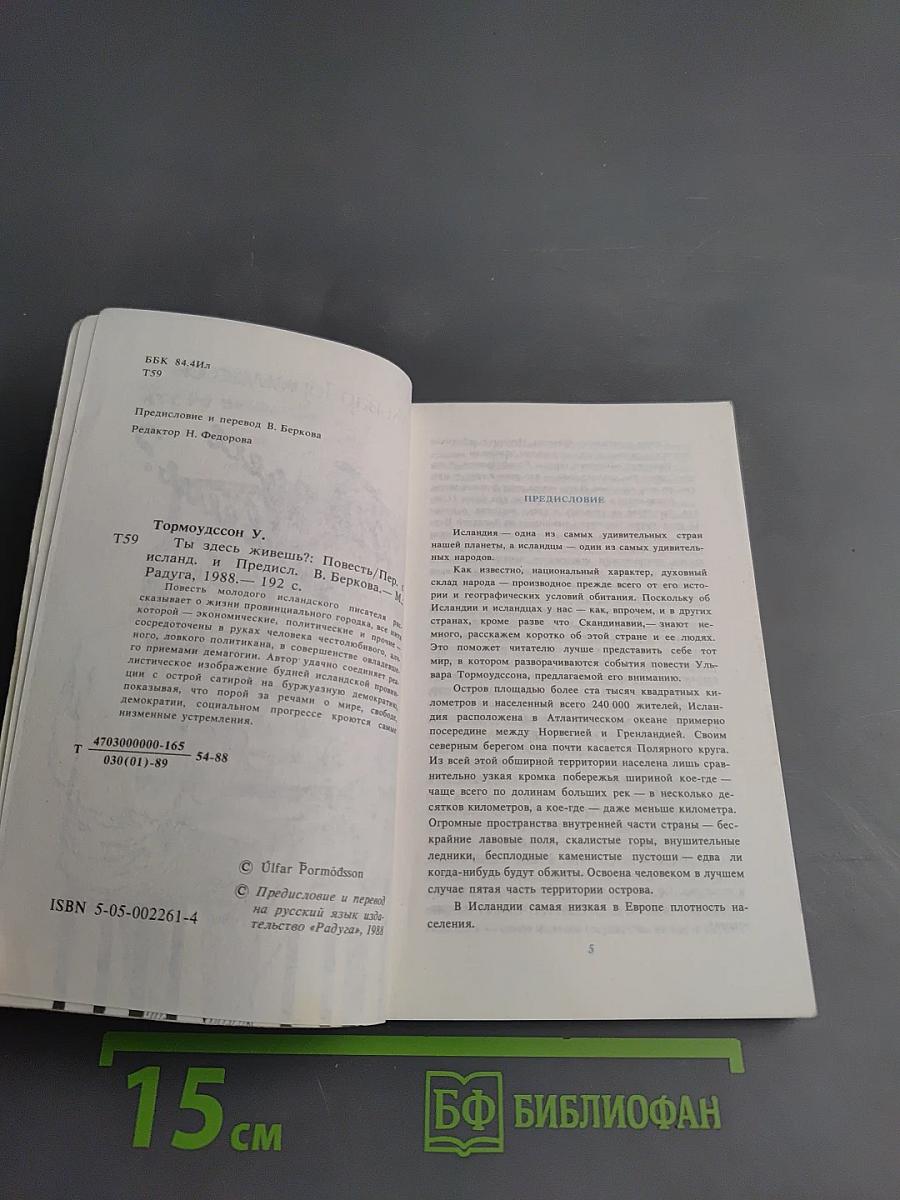 ББК 84.4Ил
Т59
Предисловие и перевод В. Беркова
Редактор Н. Федорова
Тормоудссон У.
Т59
Ты здесь живешь?: Повесть/Пер. с
исланд. и Предисл. В. Беркова.— М.:
Радуга, 1988.— 192 с.
Повесть молодого исландского писателя рас-
сказывает о жизни провинциального городка, все нити
которой — экономические, политические и прочие —
сосредоточены в руках человека честолюбивого,
ного, ловкого политикана, в совершенстве овладевше-
го приемами демагогии. Автор удачно соединяет реа-
листическое изображение будней исландской провин-
ции с острой сатирой на буржуазную демократию,
показывая, что порой за речами о мире, свободе,
демократии, социальном прогрессе кроются самые
низменные устремления.
Т 4703000000-165 54-88
030(01)-89
© Úlfar Þormóðsson
© Предисловие и перевод
на русский язык изда-
тельство «Радуга», 1988
ISBN 5-05-002261-4
ПРЕДИСЛОВИЕ
Исландия — одна из самых удивительных стран
нашей планеты, а исландцы — один из самых удивитель-
ных народов.
Как известно, национальный характер, духовный
склад народа — производное прежде всего от его исто-
рии и географических условий обитания. Поскольку об
Исландии и исландцах у нас — как, впрочем, и в других
странах, кроме разве что Скандинавии,— знают не-
много, расскажем коротко об этой стране и ее людях.
Это поможет читателю лучше представить себе тот
мир, в котором разворачиваются события повести Уль-
вара Тормоудссона, предлагаемой его вниманию.
Остров площадью более ста тысяч квадратных ки-
лометров и населенный всего 240 000 жителей, Ислан-
дия расположена в Атлантическом океане примерно
посередине между Норвегией и Гренландией. Своим
северным берегом она почти касается Полярного круга.
Из всей этой обширной территории населена лишь срав-
нительно узкая кромка побережья шириной кое-где —
чаще всего по долинам больших рек — в несколько де-
сятков километров, а кое-где — даже меньше километра.
Огромные пространства внутренней части страны — бес-
крайние лавовые поля, скалистые горы, внушительные
ледники, бесплодные каменистые пустоши — едва ли
когда-нибудь будут обжиты. Освоена человеком в лучшем
случае пятая часть территории острова.
В Исландии самая низкая в Европе плотность на-
селения.
5
15 см
БФ БИБЛИОФАН